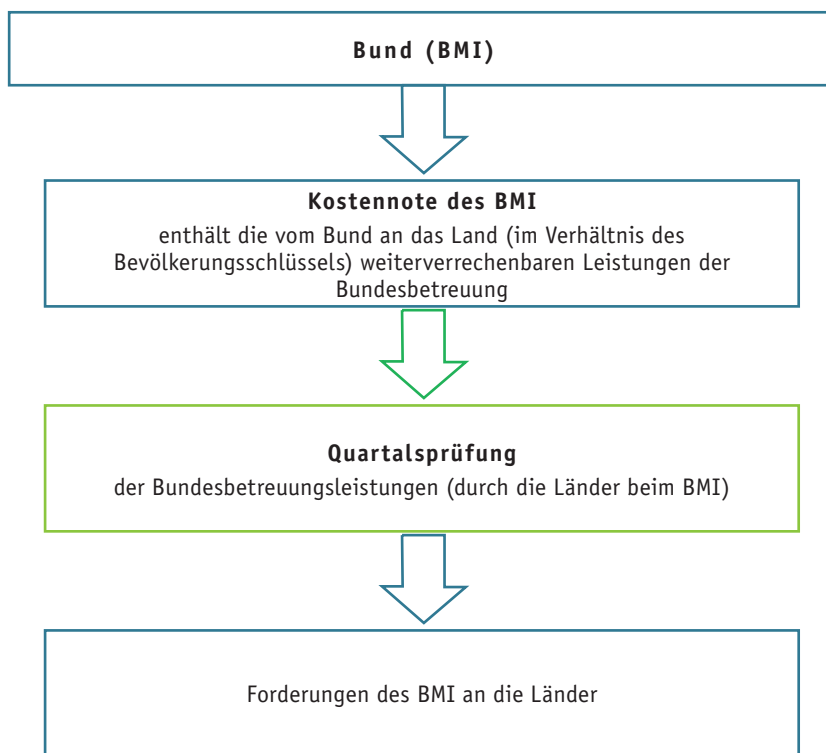 Bund (BMI)
Kostennote des BMI
enthält die vom Bund an das Land (im Verhältnis des
Bevölkerungsschlüssels) weiterverrechenbaren Leistungen der
Bundesbetreuung
Quartalsprüfung
der Bundesbetreuungsleistungen (durch die Länder beim BMI)
Forderungen des BMI an die Länder